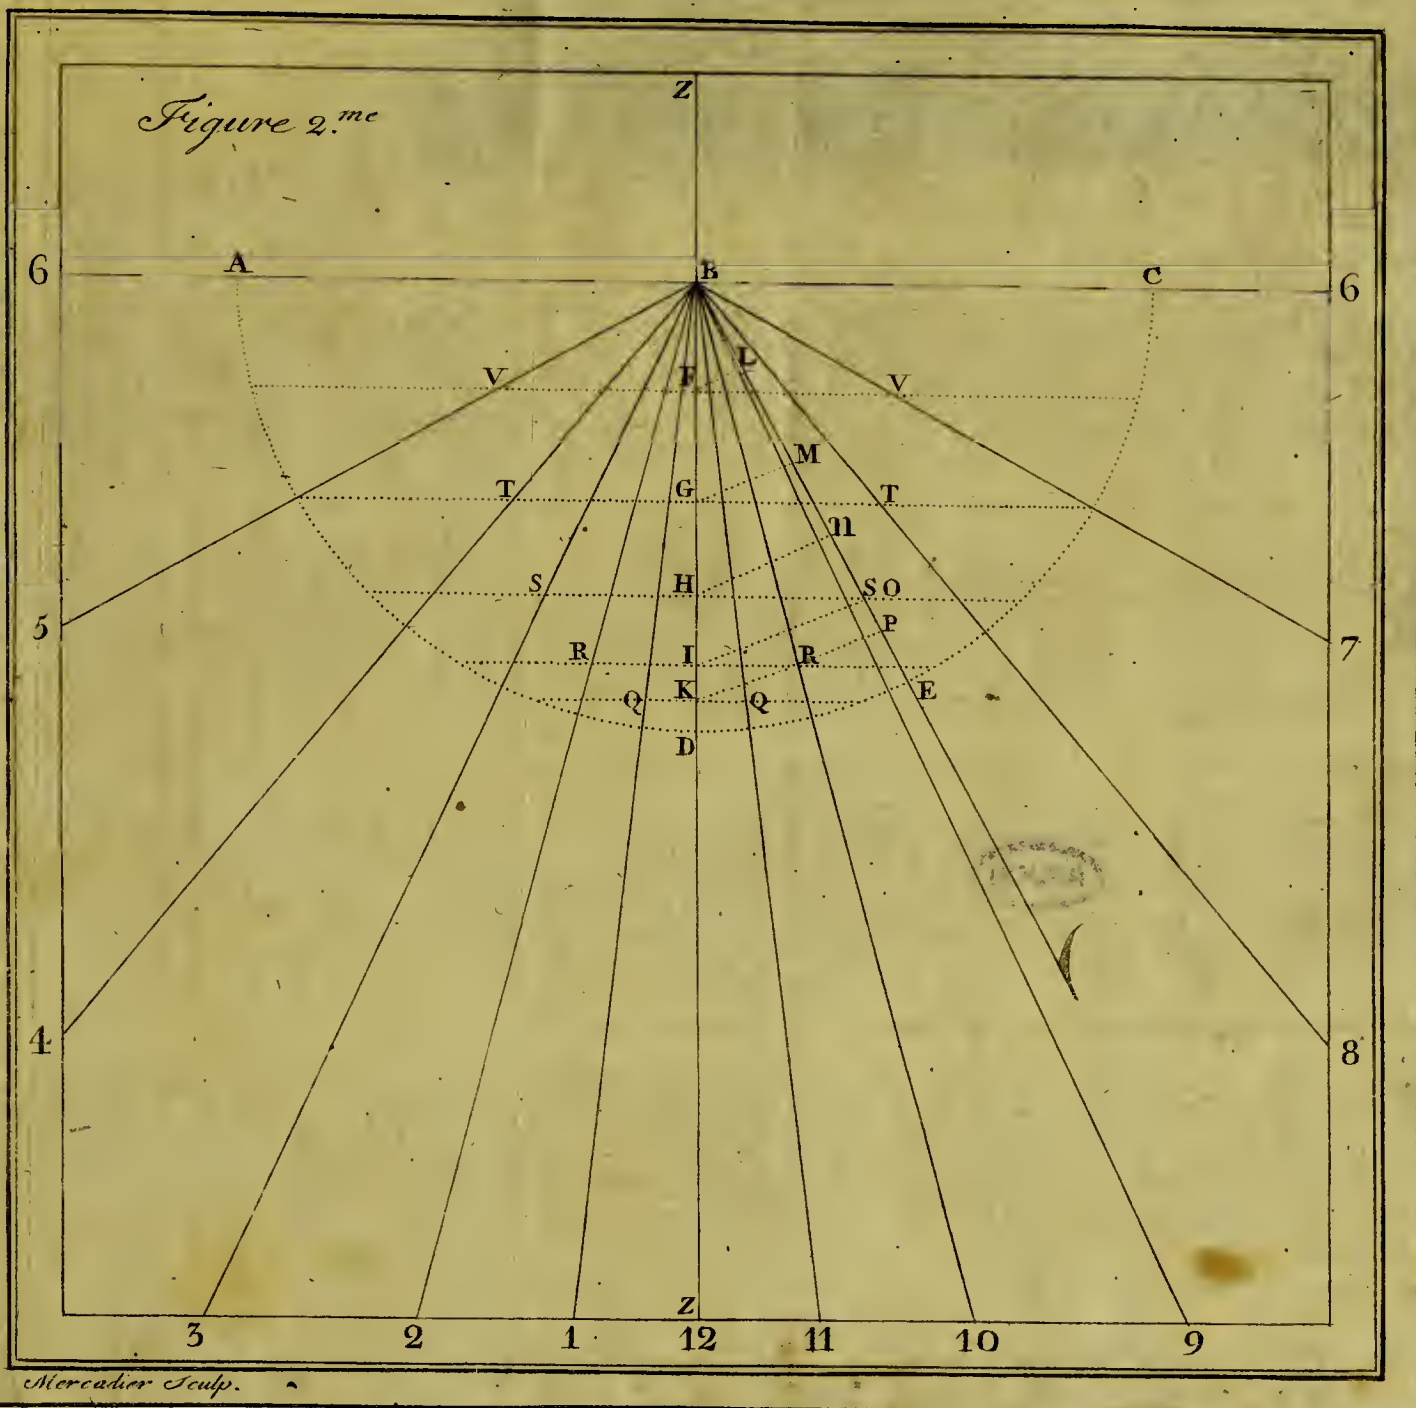 Z
Figure 2.me
6 A B C 6
L
V F V
M
T G T
n
S H S O
5 P 7
R I R
Q K Q E
D
4 8
Z
3 2 1 12 11 10 9
Mercadier Sculp.